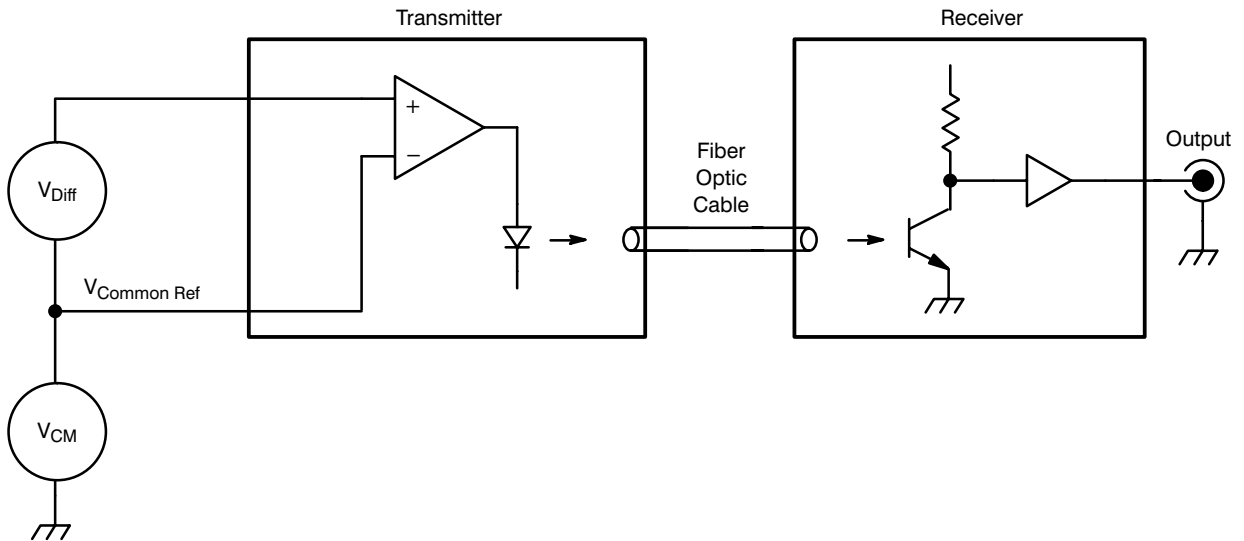 Transmitter
Receiver
+
−
V_Diff
Fiber
Optic
Cable
Output
V_Common Ref
V_CM